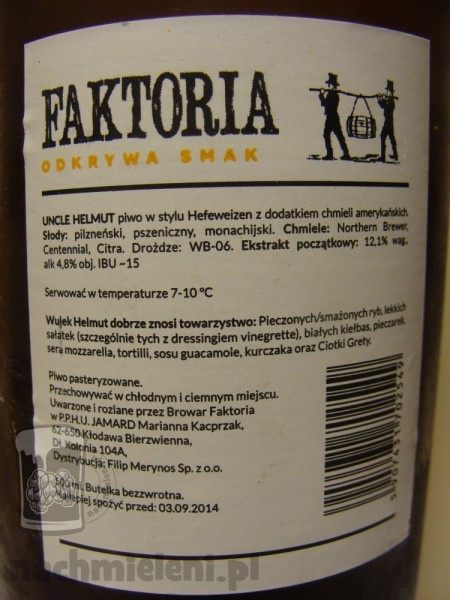 FAKTORIA
ODKRYWA SMAK
UNCLE HELMUT piwo w stylu Hefeweizen z dodatkiem chmieli amerykańskich.
Słody: pilzneński, pszeniczny, monachijski. Chmiele: Northern Brewer,
Centennial, Citra. Drożdze: WB-06. Ekstrakt początkowy: 12,1% wag.,
alk 4,8% obj. IBU ~15
Serwować w temperaturze 7-10 °C
Wujek Helmut dobrze znosi towarzystwo: Pieczonych/smażonych ryb, lekkich
sałatek (szczególnie tych z dressingiem vinegrette), białych kiełbas, pieczarek,
sera mozzarella, tortilli, sosu guacamole, kurczaka oraz Ciotki Grety.
Piwo pasteryzowane.
Przechowywać w chłodnym i ciemnym miejscu.
Uwarzone i rozlane przez Browar Faktoria
w P.P.H.U. JAMARD Marianna Kacprzak,
62-650 Kłodawa Bierzwienna,
Dł. Kolonia 104A,
Dystrybucja: Filip Merynos Sp. z o.o.
500 ml. Butelka bezzwrotna.
Najlepiej spożyć przed: 03.09.2014
nachmieleni.pl